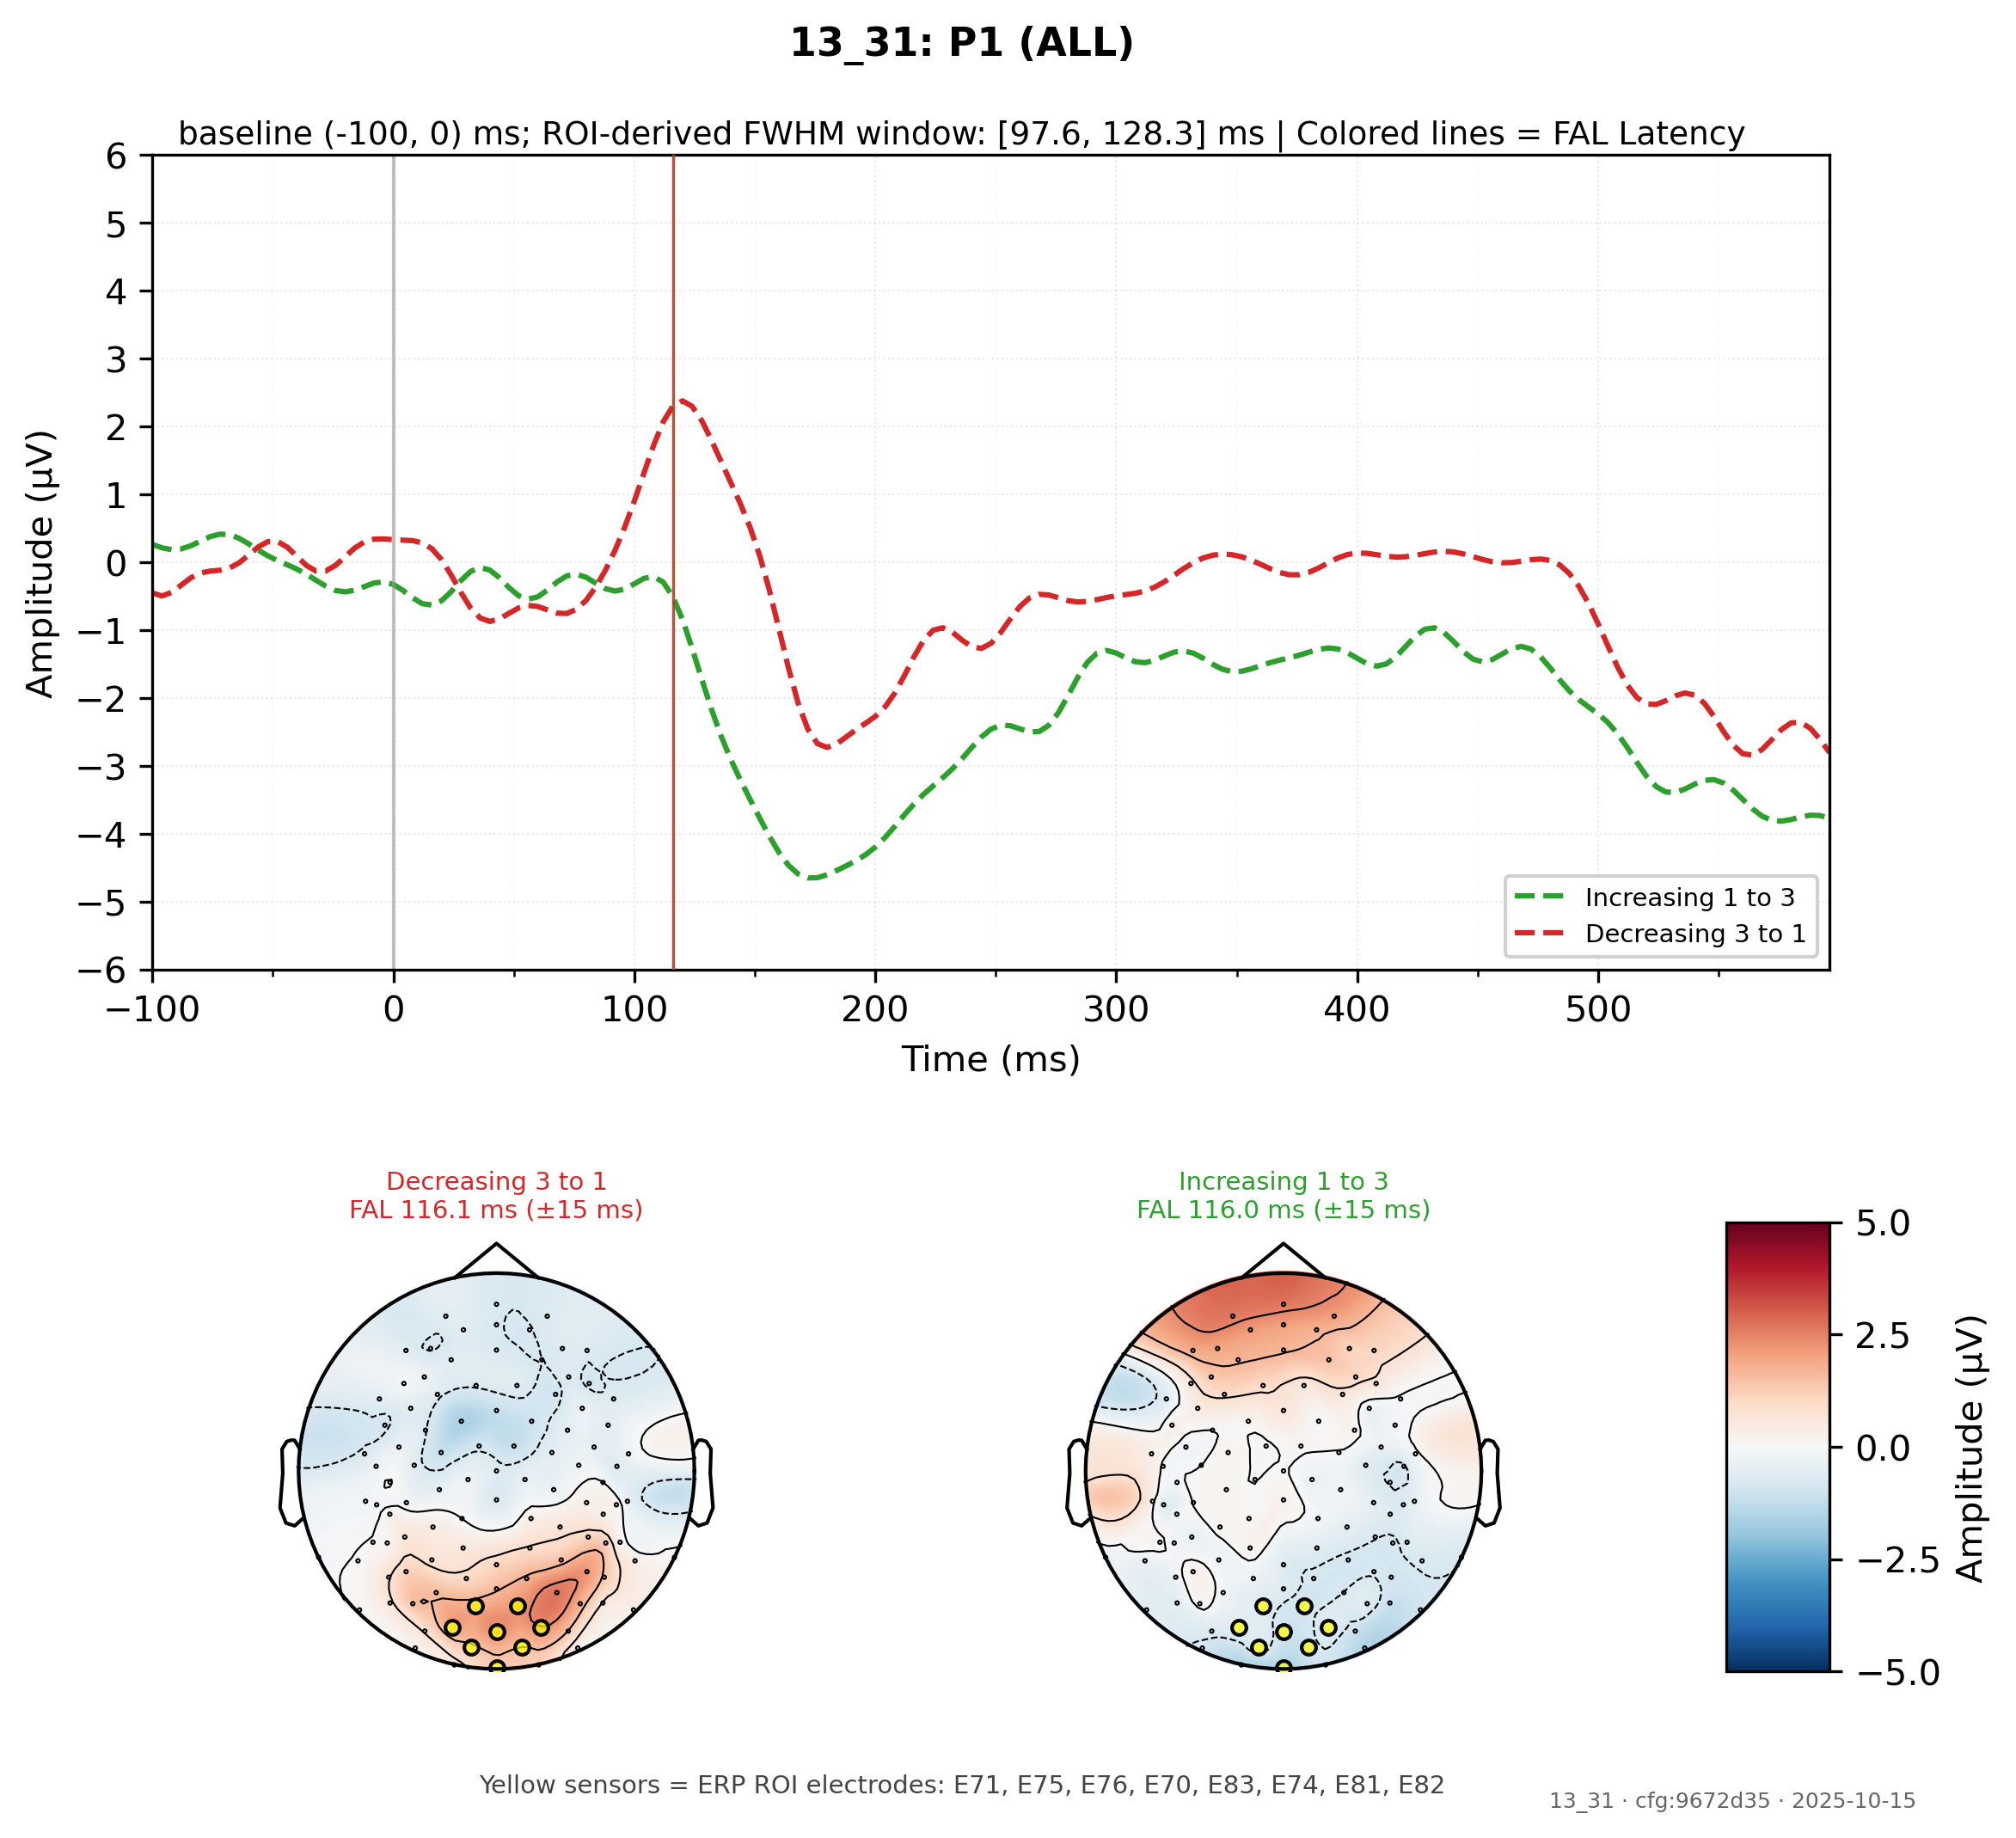 13_31: P1 (ALL)
baseline (-100, 0) ms; ROI-derived FWHM window: [97.6, 128.3] ms | Colored lines = FAL Latency
6
5
4
3
2
1
0
−1
−2
−3
−4
−5
−6
Amplitude (µV)
−100
0
100
200
300
400
500
Time (ms)
Increasing 1 to 3
Decreasing 3 to 1
Decreasing 3 to 1
FAL 116.1 ms (±15 ms)
Increasing 1 to 3
FAL 116.0 ms (±15 ms)
5.0
2.5
0.0
−2.5
−5.0
Amplitude (µV)
Yellow sensors = ERP ROI electrodes: E71, E75, E76, E70, E83, E74, E81, E82
13_31 · cfg:9672d35 · 2025-10-15